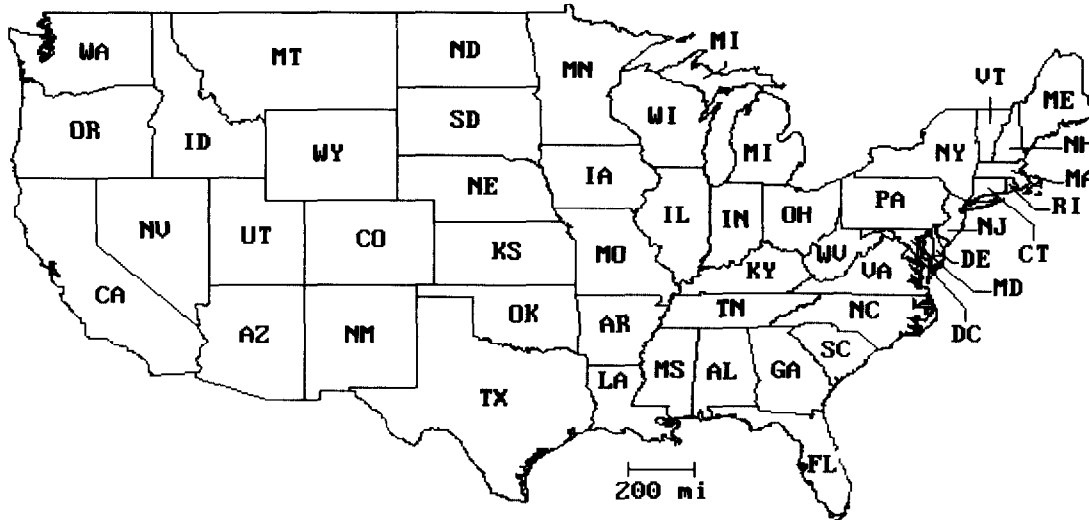 WA
MT
ND
MN
MI
VT
ME
OR
ID
WY
SD
WI
MI
NY
NH
MA
RI
CT
NV
UT
CO
NE
IA
IL
IN
OH
PA
NJ
DE
MD
DC
CA
KS
MO
KY
WV
VA
AZ
NM
OK
AR
TN
NC
SC
TX
LA
MS
AL
GA
FL
200 mi